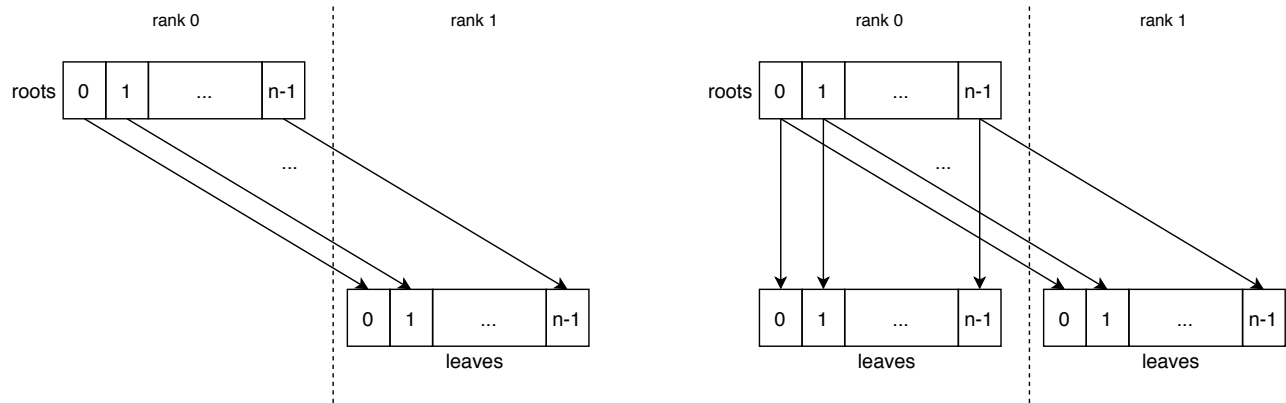 rank 0 rank 1
roots 0 1 ... n-1
...
0 1 ... n-1
leaves
rank 0 rank 1
roots 0 1 ... n-1
...
0 1 ... n-1 0 1 ... n-1
leaves leaves